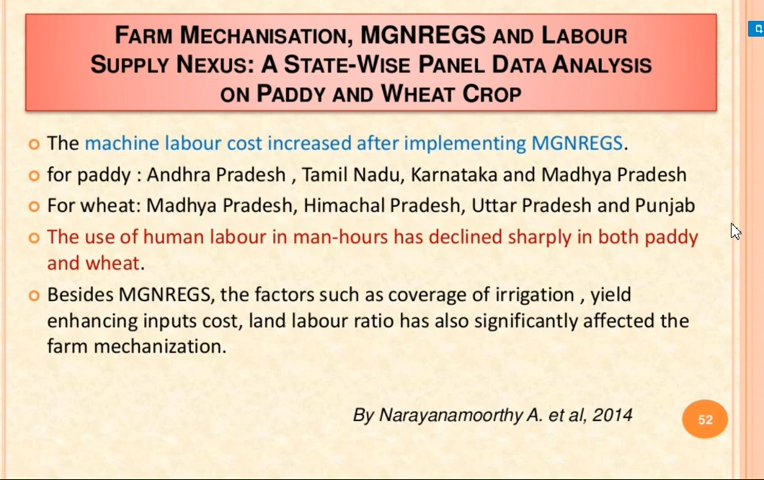 FARM MECHANISATION, MGNREGS AND LABOUR
SUPPLY NEXUS: A STATE-WISE PANEL DATA ANALYSIS
ON PADDY AND WHEAT CROP
The machine labour cost increased after implementing MGNREGS.
for paddy : Andhra Pradesh , Tamil Nadu, Karnataka and Madhya Pradesh
For wheat: Madhya Pradesh, Himachal Pradesh, Uttar Pradesh and Punjab
The use of human labour in man-hours has declined sharply in both paddy
and wheat.
Besides MGNREGS, the factors such as coverage of irrigation , yield
enhancing inputs cost, land labour ratio has also significantly affected the
farm mechanization.
By Narayanamoorthy A. et al, 2014
52